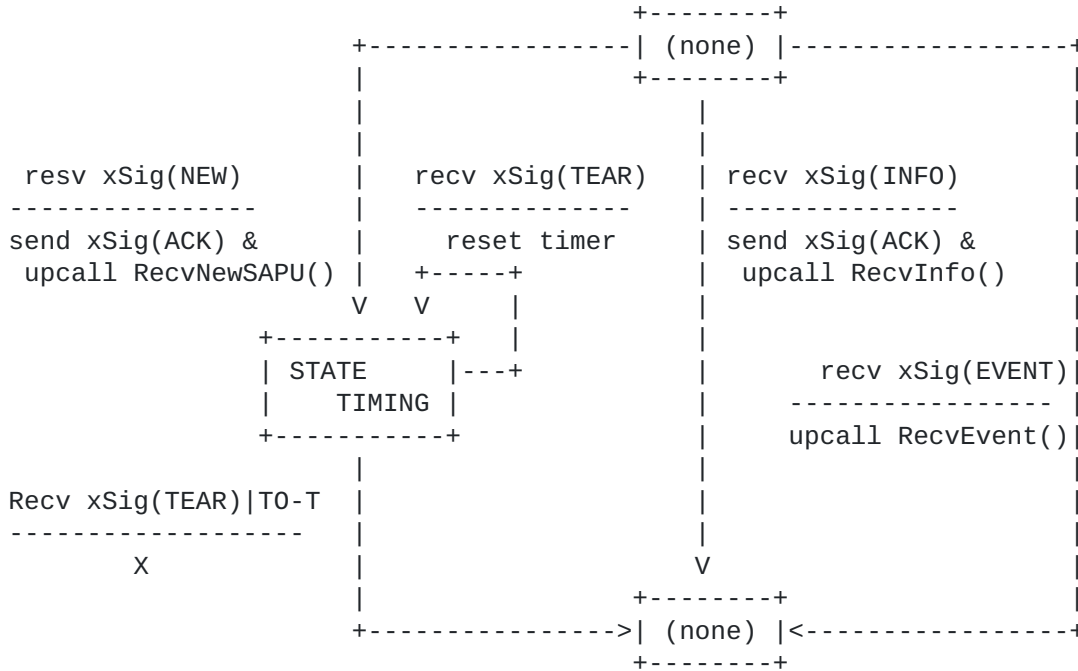 (none)
resv xSig(NEW) recv xSig(TEAR) recv xSig(INFO)
send xSig(ACK) & reset timer send xSig(ACK) &
upcall RecvNewSAPU() upcall RecvInfo()
V V
STATE recv xSig(EVENT)
TIMING
upcall RecvEvent()
Recv xSig(TEAR)|TO-T
X V
(none)